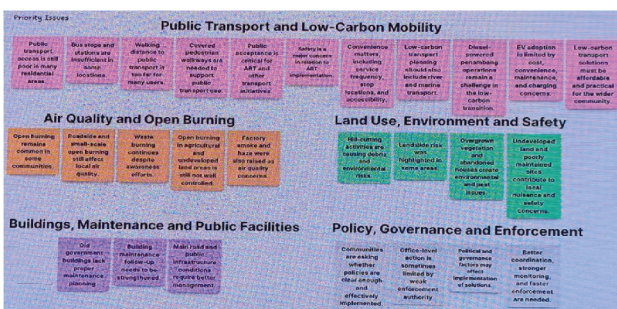 Priority Issues
Public Transport and Low-Carbon Mobility
Public
transport
access is still
poor in many
residential
areas.
Bus stops and
stations are
insufficient in
some
locations.
Walking
distance to
public
transport is
too far for
many users.
Covered
pedestrian
walkways are
needed to
support
public
transport use.
Public
acceptance is
critical for
ART and
other
transport
initiatives.
Safety is a
major concern
in relation to
ART
implementation.
Convenience
matters,
including
service
frequency,
stop
locations, and
accessibility.
Low-carbon
transport
planning
should also
include river
and marine
transport.
Diesel-
powered
penambang
operations
remain a
challenge in
the low-
carbon
transition.
EV adoption
is limited by
cost,
convenience,
maintenance,
and charging
concerns.
Low-carbon
transport
solutions
must be
affordable
and practical
for the wider
community.
Air Quality and Open Burning
Open burning
remains
common in
some
communities.
Roadside and
small-scale
open burning
still affect
local air
quality.
Waste
burning
continues
despite
awareness
efforts.
Open burning
in agricultural
and
undeveloped
land areas is
still not well
controlled.
Factory
smoke and
haze were
also raised as
air quality
concerns.
Land Use, Environment and Safety
Hill-cutting
activities are
causing debris
and
environmental
risks.
Landslide risk
was
highlighted in
some areas.
Overgrown
vegetation
and
abandoned
houses create
environmental
and pest
issues.
Undeveloped
land and
poorly
maintained
sites
contribute to
local
nuisance and
safety
concerns.
Buildings, Maintenance and Public Facilities
Old
government
buildings lack
proper
maintenance
planning
Building
maintenance
follow-up
needs to be
strengthened.
Main road and
public
infrastructure
conditions
require better
management.
Policy, Governance and Enforcement
Communities
are asking
whether
policies are
clear enough
and
effectively
implemented.
Office-level
action is
sometimes
limited by
weak
enforcement
authority
Political and
governance
factors may
affect
implementation
of solutions.
Better
coordination,
stronger
monitoring,
and faster
enforcement
are needed.